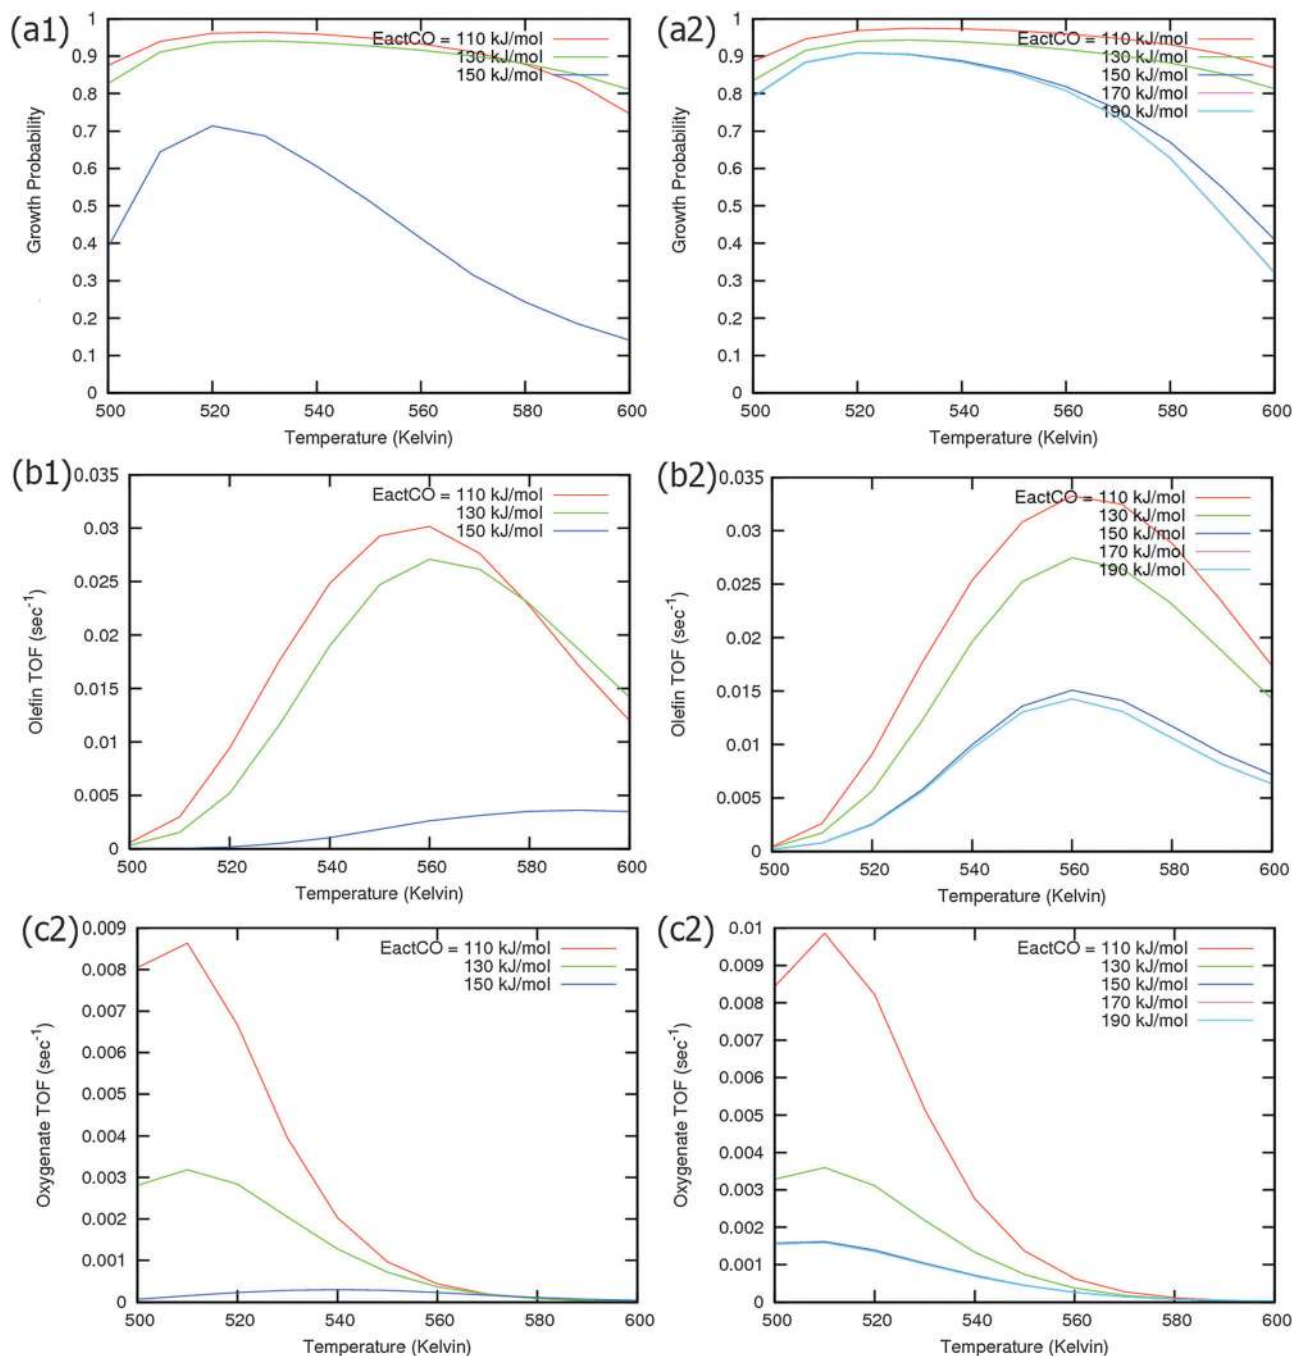 (a1)
1
0.9
0.8
0.7
0.6
0.5
0.4
0.3
0.2
0.1
0
Growth Probability
EactCO = 110 kJ/mol
130 kJ/mol
150 kJ/mol
500 520 540 560 580 600
Temperature (Kelvin)
(a2)
1
0.9
0.8
0.7
0.6
0.5
0.4
0.3
0.2
0.1
0
Growth Probability
EactCO = 110 kJ/mol
130 kJ/mol
150 kJ/mol
170 kJ/mol
190 kJ/mol
500 520 540 560 580 600
Temperature (Kelvin)
(b1)
0.035
0.03
0.025
0.02
0.015
0.01
0.005
0
Olefin TOF (sec⁻¹)
EactCO = 110 kJ/mol
130 kJ/mol
150 kJ/mol
500 520 540 560 580 600
Temperature (Kelvin)
(b2)
0.035
0.03
0.025
0.02
0.015
0.01
0.005
0
Olefin TOF (sec⁻¹)
EactCO = 110 kJ/mol
130 kJ/mol
150 kJ/mol
170 kJ/mol
190 kJ/mol
500 520 540 560 580 600
Temperature (Kelvin)
(c2)
0.009
0.008
0.007
0.006
0.005
0.004
0.003
0.002
0.001
0
Oxygenate TOF (sec⁻¹)
EactCO = 110 kJ/mol
130 kJ/mol
150 kJ/mol
500 520 540 560 580 600
Temperature (Kelvin)
(c2)
0.01
0.009
0.008
0.007
0.006
0.005
0.004
0.003
0.002
0.001
0
Oxygenate TOF (sec⁻¹)
EactCO = 110 kJ/mol
130 kJ/mol
150 kJ/mol
170 kJ/mol
190 kJ/mol
500 520 540 560 580 600
Temperature (Kelvin)